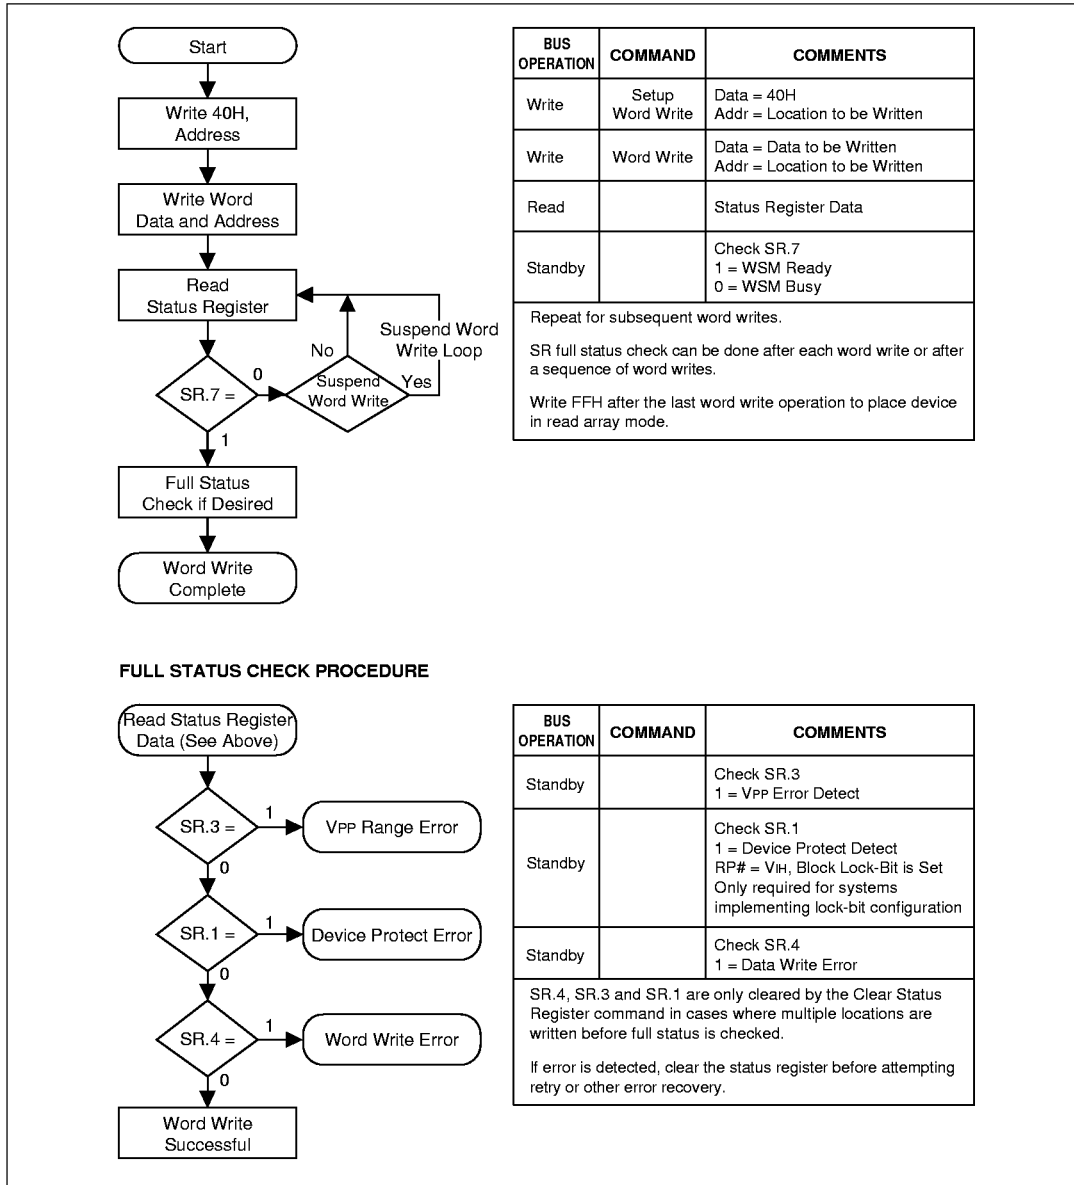 Start
Write 40H,
Address
Write Word
Data and Address
Read
Status Register
Suspend Word
Write Loop
No
Yes
SR.7 =
0
Suspend
Word Write
1
Full Status
Check if Desired
Word Write
Complete
BUS
OPERATION
COMMAND
COMMENTS
Write
Setup
Word Write
Data = 40H
Addr = Location to be Written
Write
Word Write
Data = Data to be Written
Addr = Location to be Written
Read
Status Register Data
Standby
Check SR.7
1 = WSM Ready
0 = WSM Busy
Repeat for subsequent word writes.
SR full status check can be done after each word write or after
a sequence of word writes.
Write FFH after the last word write operation to place device
in read array mode.
FULL STATUS CHECK PROCEDURE
Read Status Register
Data (See Above)
SR.3 =
1
VPP Range Error
0
SR.1 =
1
Device Protect Error
0
SR.4 =
1
Word Write Error
0
Word Write
Successful
BUS
OPERATION
COMMAND
COMMENTS
Standby
Check SR.3
1 = VPP Error Detect
Standby
Check SR.1
1 = Device Protect Detect
RP# = VIH, Block Lock-Bit is Set
Only required for systems
implementing lock-bit configuration
Standby
Check SR.4
1 = Data Write Error
SR.4, SR.3 and SR.1 are only cleared by the Clear Status
Register command in cases where multiple locations are
written before full status is checked.
If error is detected, clear the status register before attempting
retry or other error recovery.